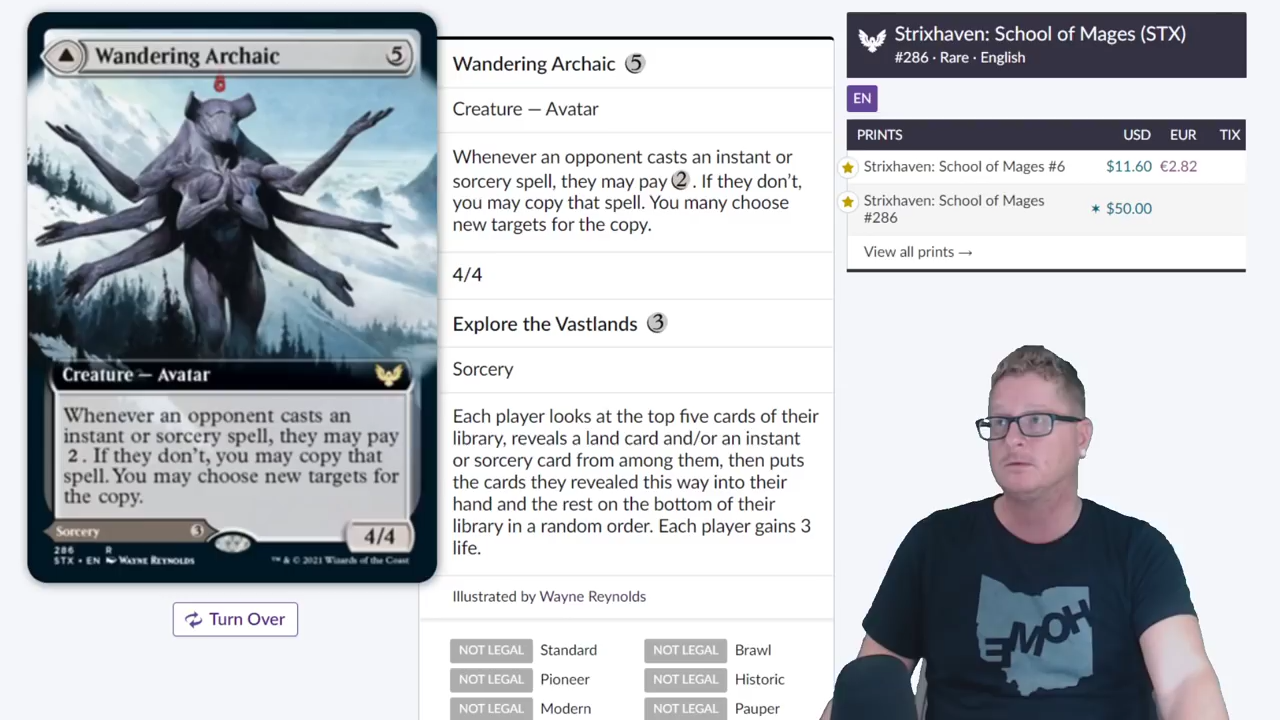 Wandering Archaic 5
Creature — Avatar
Whenever an opponent casts an
instant or sorcery spell, they may pay
2. If they don't, you may copy that
spell. You may choose new targets for
the copy.
Sorcery 3
4/4
286 R
STX • EN Wayne Reynolds
™ & © 2021 Wizards of the Coast
Turn Over
Wandering Archaic 5
Creature — Avatar
Whenever an opponent casts an instant or
sorcery spell, they may pay 2. If they don't,
you may copy that spell. You many choose
new targets for the copy.
4/4
Explore the Vastlands 3
Sorcery
Each player looks at the top five cards of their
library, reveals a land card and/or an instant
or sorcery card from among them, then puts
the cards they revealed this way into their
hand and the rest on the bottom of their
library in a random order. Each player gains 3
life.
Illustrated by Wayne Reynolds
NOT LEGAL Standard NOT LEGAL Brawl
NOT LEGAL Pioneer NOT LEGAL Historic
NOT LEGAL Modern NOT LEGAL Pauper
Strixhaven: School of Mages (STX)
#286 · Rare · English
EN
PRINTS USD EUR TIX
Strixhaven: School of Mages #6 $11.60 €2.82
Strixhaven: School of Mages
#286 ✶ $50.00
View all prints →
HOME